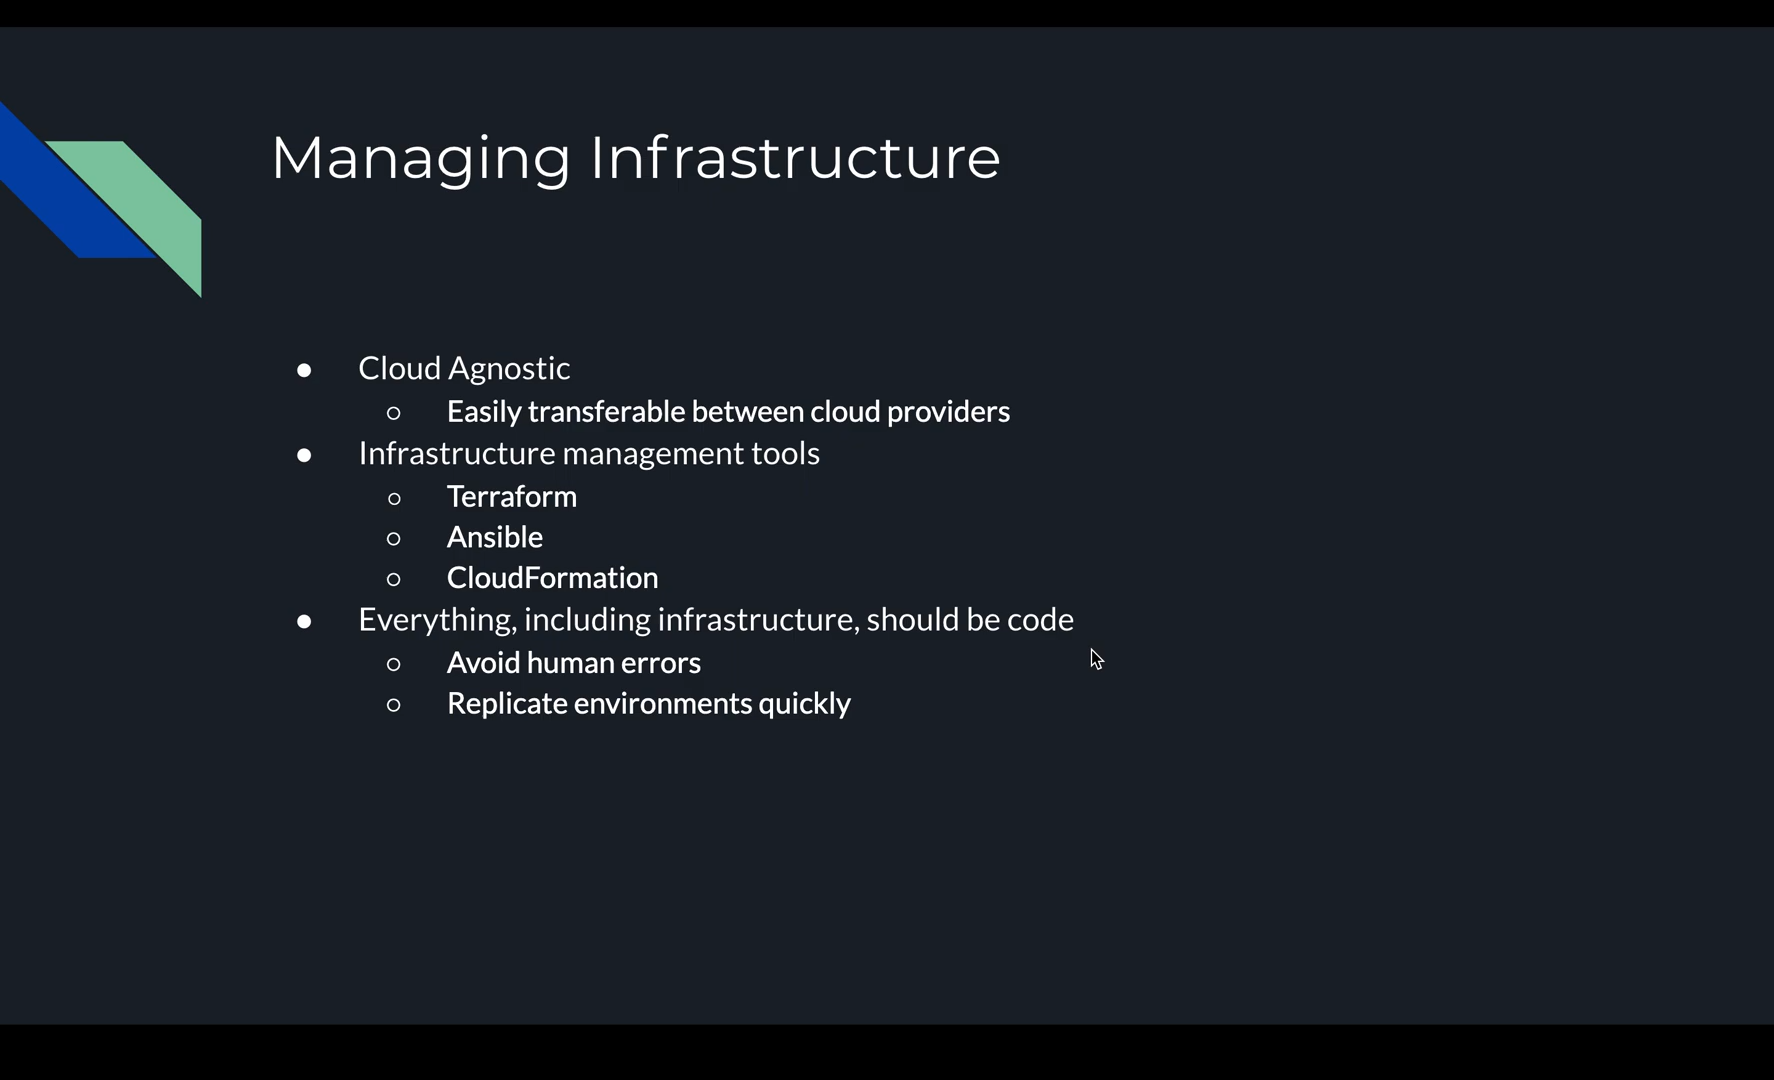 Managing Infrastructure
● Cloud Agnostic
○ Easily transferable between cloud providers
● Infrastructure management tools
○ Terraform
○ Ansible
○ CloudFormation
● Everything, including infrastructure, should be code
○ Avoid human errors
○ Replicate environments quickly